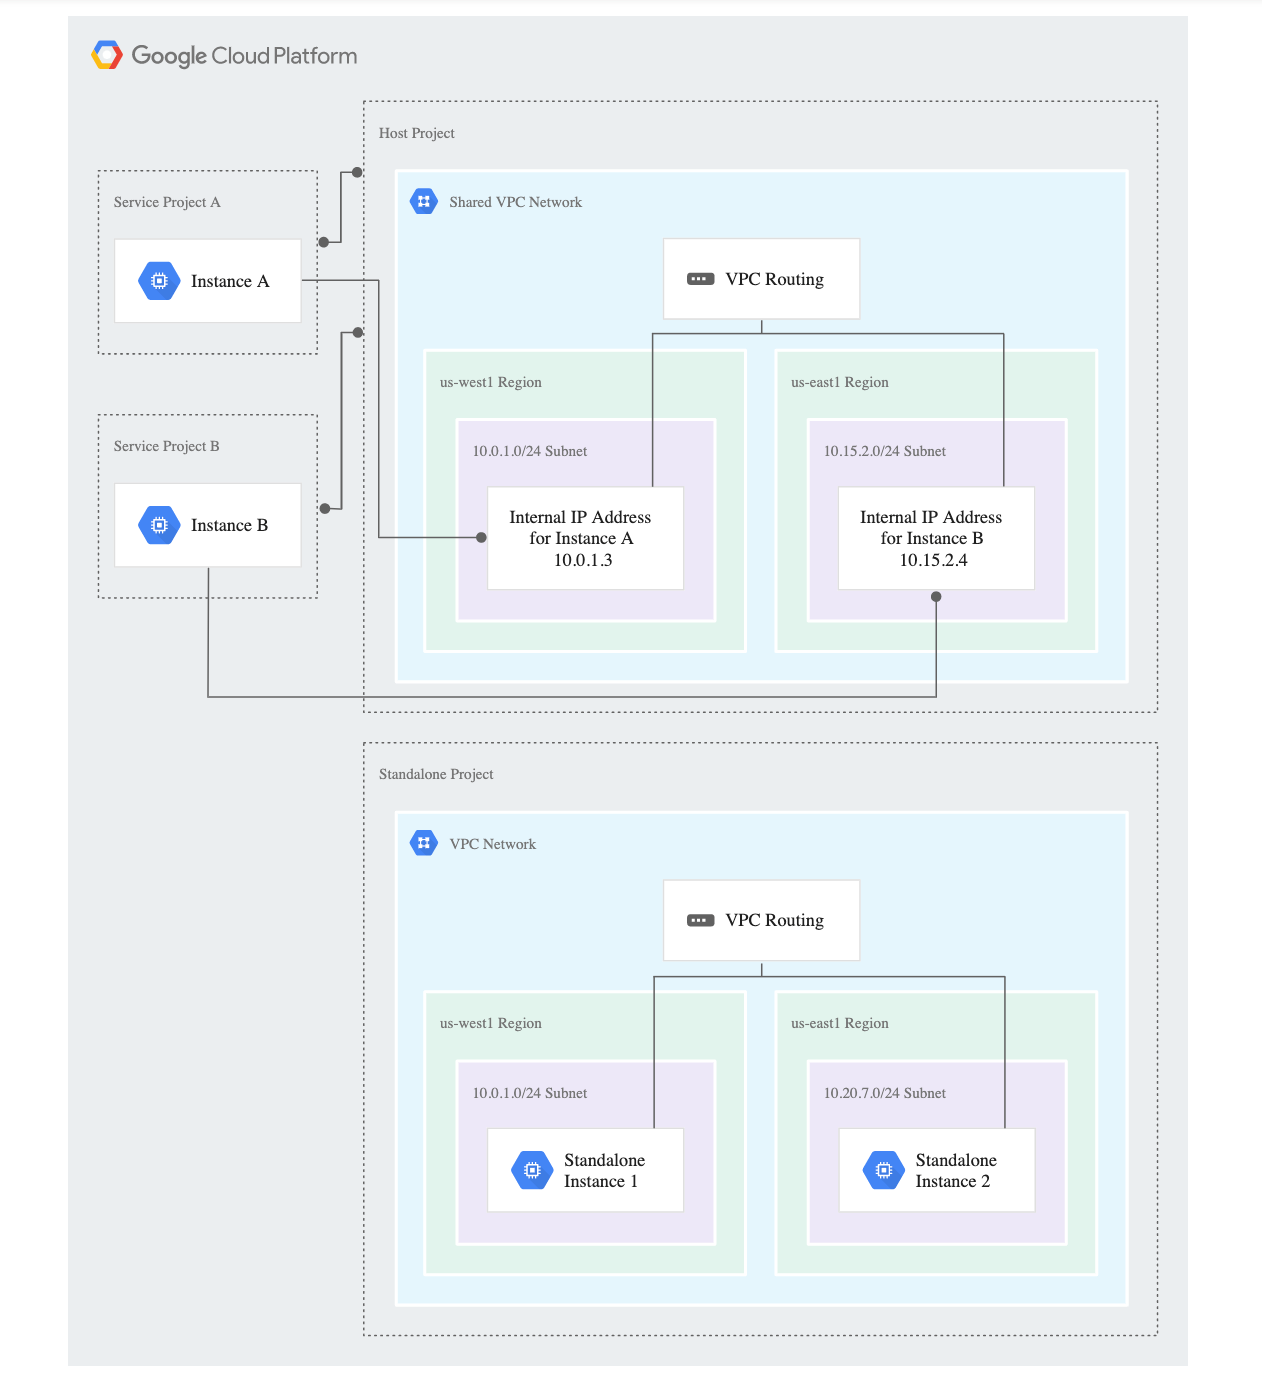 Google Cloud Platform
Host Project
Service Project A
Instance A
Shared VPC Network
VPC Routing
us-west1 Region
10.0.1.0/24 Subnet
Internal IP Address
for Instance A
10.0.1.3
us-east1 Region
10.15.2.0/24 Subnet
Internal IP Address
for Instance B
10.15.2.4
Service Project B
Instance B
Standalone Project
VPC Network
VPC Routing
us-west1 Region
10.0.1.0/24 Subnet
Standalone
Instance 1
us-east1 Region
10.20.7.0/24 Subnet
Standalone
Instance 2